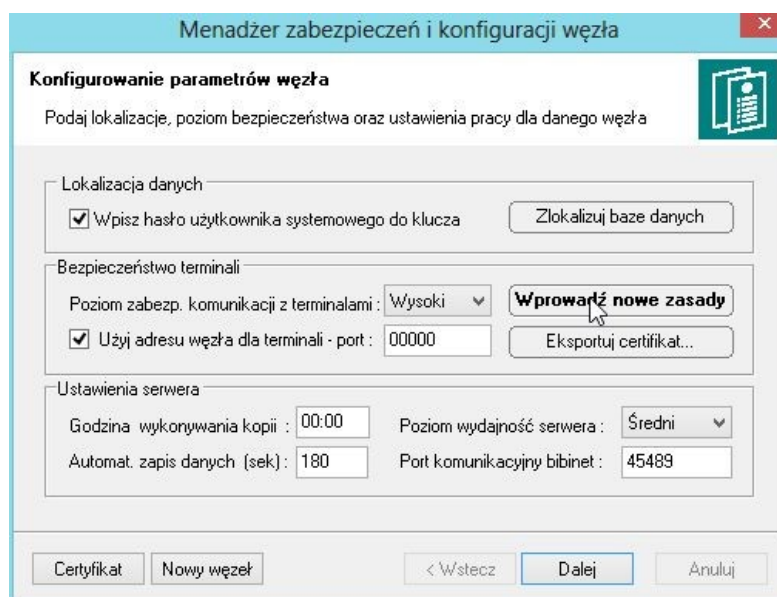 Menadżer zabezpieczeń i konfiguracji węzła
Konfigurowanie parametrów węzła
Podaj lokalizacje, poziom bezpieczeństwa oraz ustawienia pracy dla danego węzła
Lokalizacja danych
Wpisz hasło użytkownika systemowego do klucza
Zlokalizuj baze danych
Bezpieczeństwo terminali
Poziom zabezp. komunikacji z terminalami : Wysoki
Wprowadź nowe zasady
Użyj adresu węzła dla terminali - port : 00000
Eksportuj certifikat...
Ustawienia serwera
Godzina wykonywania kopii : 00:00
Poziom wydajność serwera : Średni
Automat. zapis danych (sek) : 180
Port komunikacyjny bibinet : 45489
Certyfikat
Nowy węzeł
< Wstecz
Dalej
Anuluj